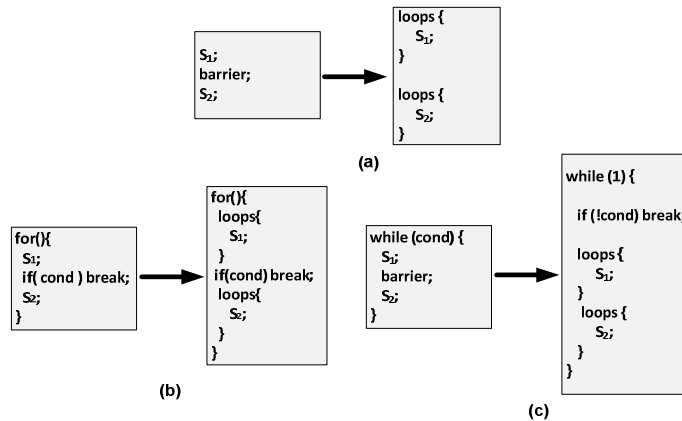 S₁;
barrier;
S₂;
loops {
S₁;
}
loops {
S₂;
}
(a)
for(){
S₁;
if( cond ) break;
S₂;
}
for(){
loops{
S₁;
}
if(cond) break;
loops{
S₂;
}
}
(b)
while (cond) {
S₁;
barrier;
S₂;
}
while (1) {
if (!cond) break;
loops {
S₁;
}
loops {
S₂;
}
}
(c)